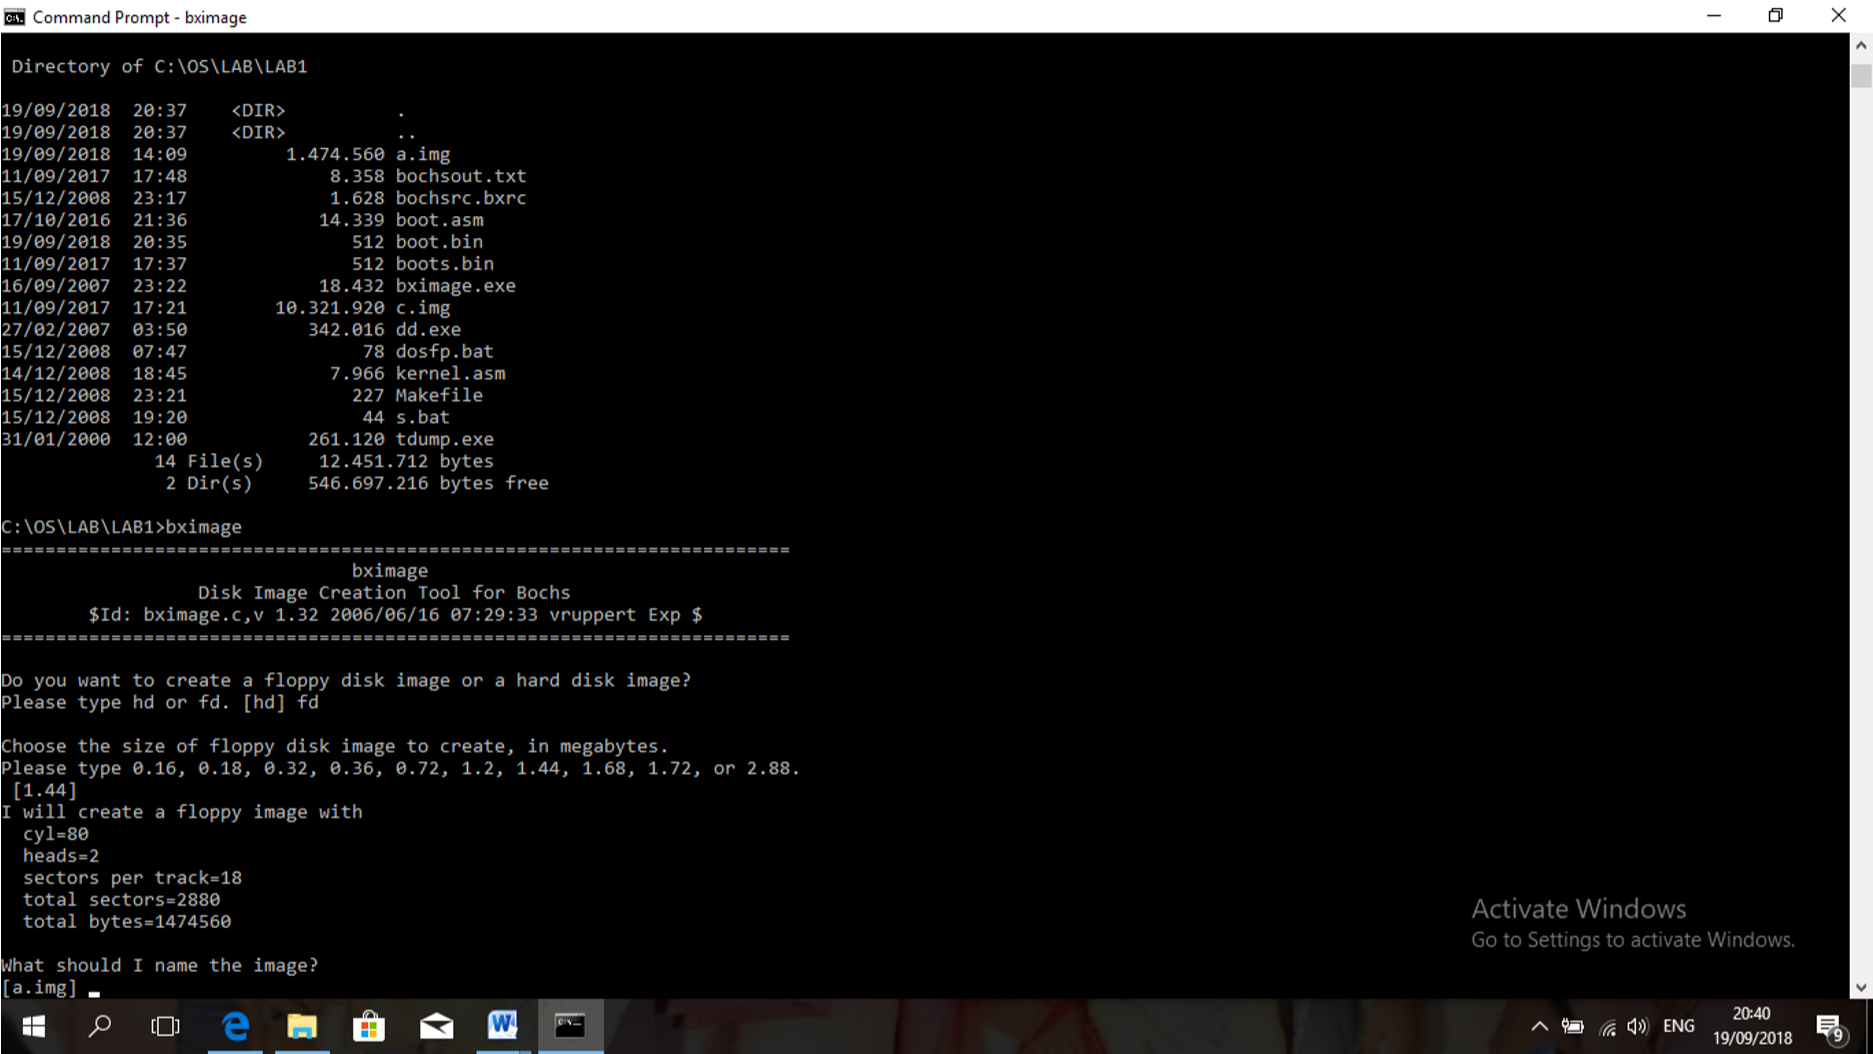 Command Prompt - bximage
Directory of C:\OS\LAB\LAB1
19/09/2018  20:37    <DIR>          .
19/09/2018  20:37    <DIR>          ..
19/09/2018  14:09         1.474.560 a.img
11/09/2017  17:48             8.358 bochsout.txt
15/12/2008  23:17             1.628 bochsrc.bxrc
17/10/2016  21:36            14.339 boot.asm
19/09/2018  20:35               512 boot.bin
11/09/2017  17:37               512 boots.bin
16/09/2007  23:22            18.432 bximage.exe
11/09/2017  17:21        10.321.920 c.img
27/02/2007  03:50           342.016 dd.exe
15/12/2008  07:47                78 dosfp.bat
14/12/2008  18:45             7.966 kernel.asm
15/12/2008  23:21               227 Makefile
15/12/2008  19:20                44 s.bat
31/01/2000  12:00           261.120 tdump.exe
14 File(s)     12.451.712 bytes
2 Dir(s)     546.697.216 bytes free
C:\OS\LAB\LAB1>bximage
========================================================================
bximage
Disk Image Creation Tool for Bochs
$Id: bximage.c,v 1.32 2006/06/16 07:29:33 vruppert Exp $
========================================================================
Do you want to create a floppy disk image or a hard disk image?
Please type hd or fd. [hd] fd
Choose the size of floppy disk image to create, in megabytes.
Please type 0.16, 0.18, 0.32, 0.36, 0.72, 1.2, 1.44, 1.68, 1.72, or 2.88.
[1.44]
I will create a floppy image with
cyl=80
heads=2
sectors per track=18
total sectors=2880
total bytes=1474560
What should I name the image?
[a.img]
Activate Windows
Go to Settings to activate Windows.
ENG
20:40
19/09/2018
9